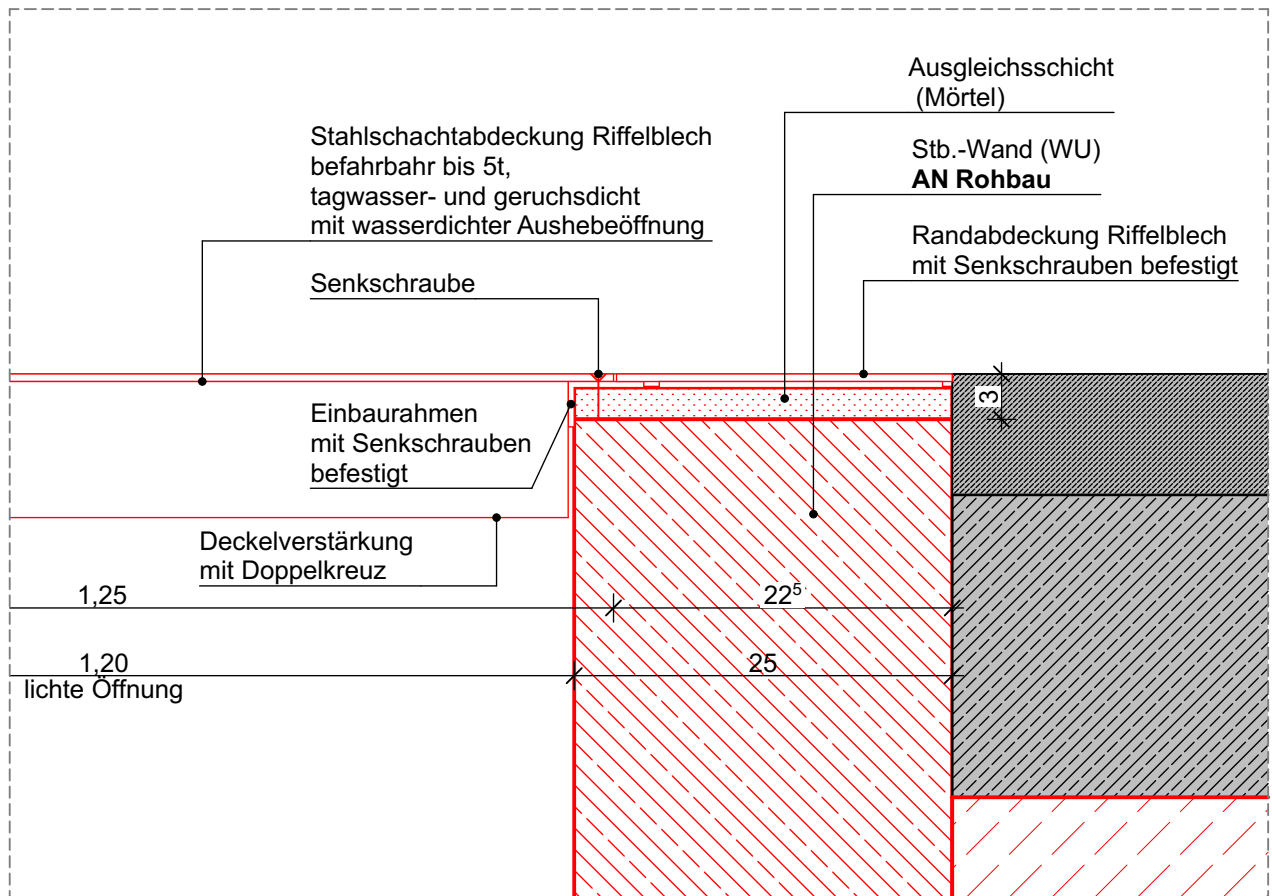 Ausgleichsschicht
(Mörtel)
Stahlschachtabdeckung Riffelblech
befahrbahr bis 5t,
tagwasser- und geruchsdicht
mit wasserdichter Aushebeöffnung
Stb.-Wand (WU)
AN Rohbau
Randabdeckung Riffelblech
mit Senkschrauben befestigt
Senkschraube
3
Einbaurahmen
mit Senkschrauben
befestigt
Deckelverstärkung
mit Doppelkreuz
1,25
22⁵
1,20
lichte Öffnung
25